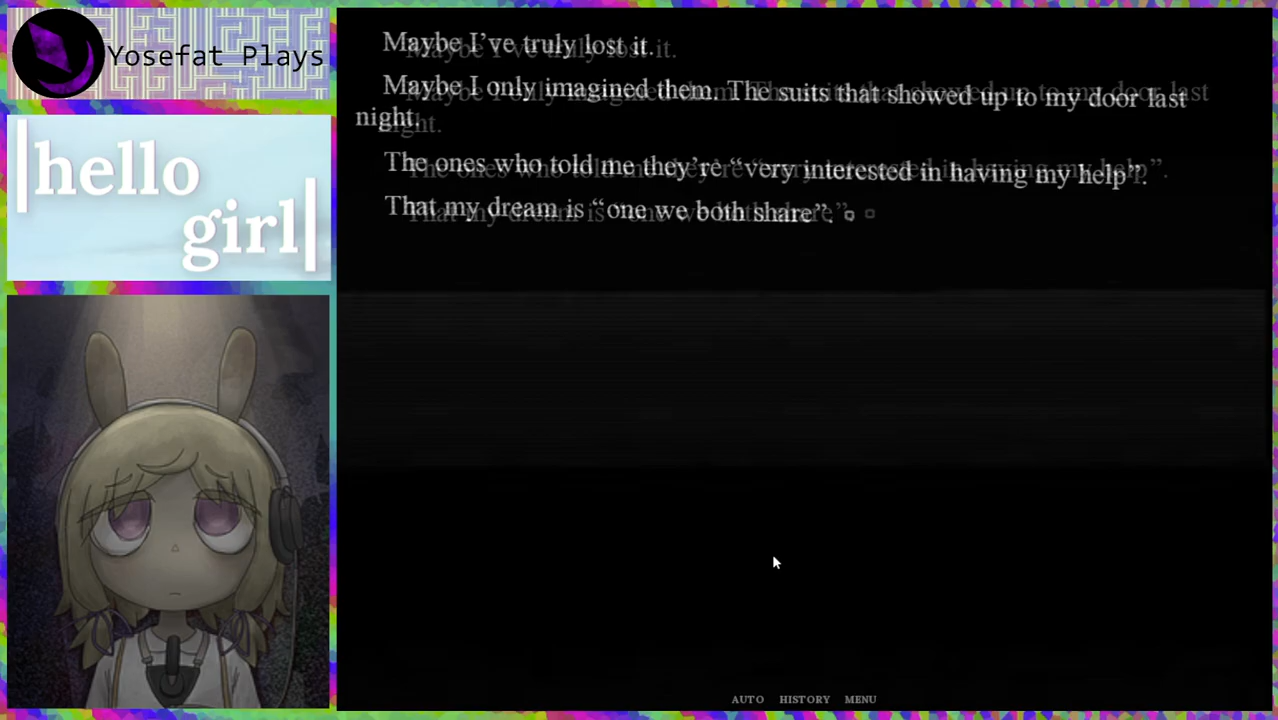 Yosefat Plays
|hello
girl|
Maybe I’ve truly lost it.
Maybe I only imagined them. The suits that showed up to my door last
night.
The ones who told me they’re “very interested in having my help”.
That my dream is “one we both share”.
AUTO HISTORY MENU